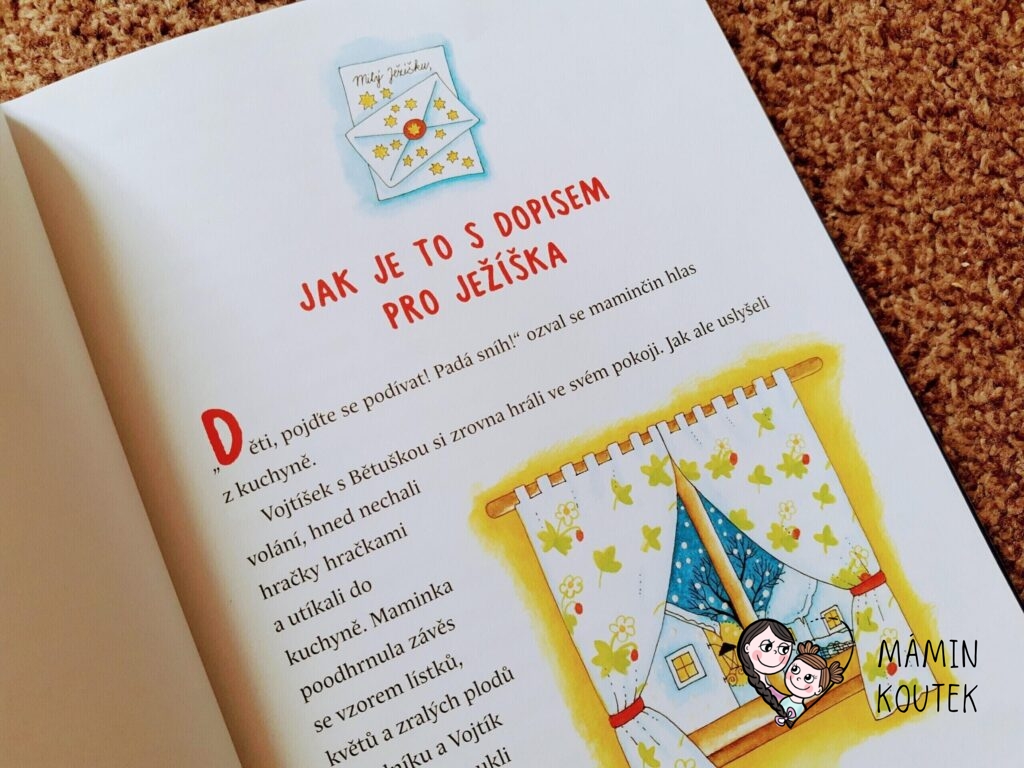 Milý Ježíšku,
JAK JE TO S DOPISEM
PRO JEŽÍŠKA
„Děti, pojďte se podívat! Padá sníh!“ ozval se maminčin hlas
z kuchyně.
Vojtíšek s Bětuškou si zrovna hráli ve svém pokoji. Jak ale uslyšeli
volání, hned nechali
hračky hračkami
a utíkali do
kuchyně. Maminka
poodhrnula závěs
se vzorem lístků,
květů a zralých plodů
a Vojtík
MÁMIN
KOUTEK